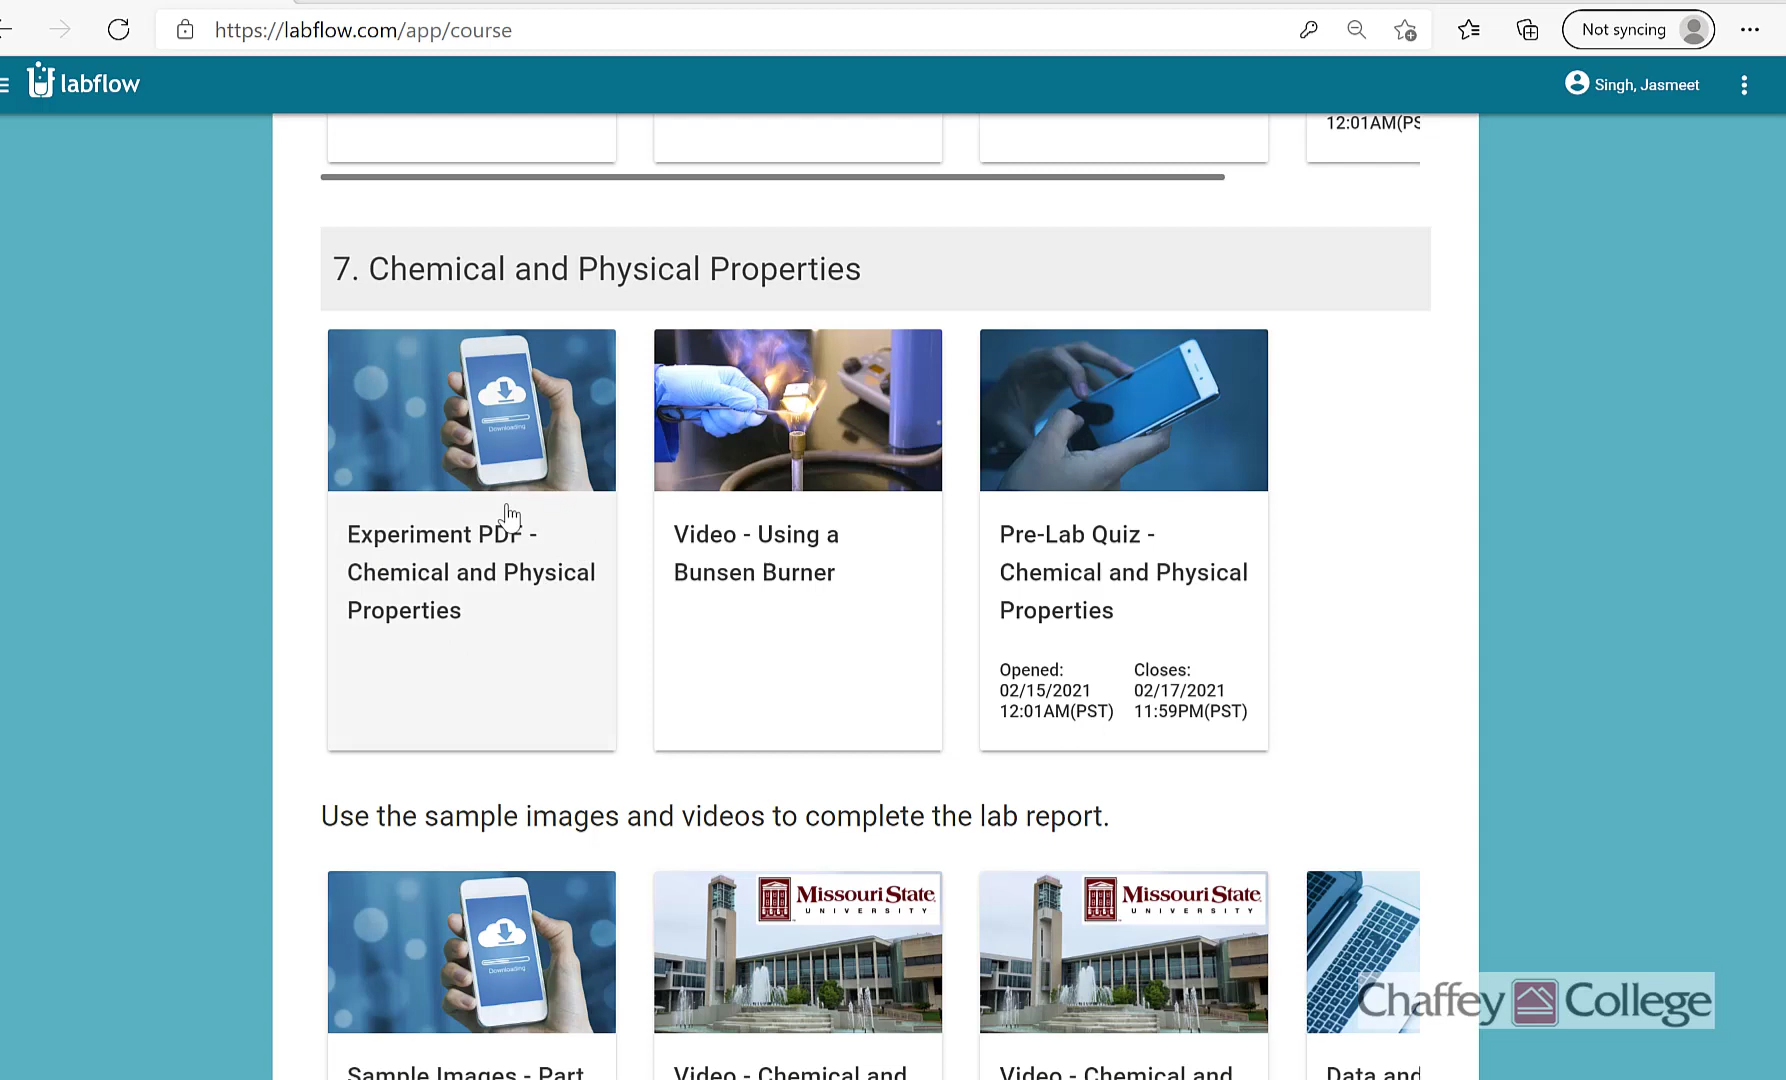 https://labflow.com/app/course
Not syncing
labflow
Singh, Jasmeet
12:01AM(PS
7. Chemical and Physical Properties
Downloading
Experiment PDF -
Chemical and Physical
Properties
Video - Using a
Bunsen Burner
Pre-Lab Quiz -
Chemical and Physical
Properties
Opened:
02/15/2021
12:01AM(PST)
Closes:
02/17/2021
11:59PM(PST)
Use the sample images and videos to complete the lab report.
Downloading
Missouri State
UNIVERSITY
Missouri State
UNIVERSITY
Chaffey College
Sample Images - Part
Video - Chemical and
Video - Chemical and
Data and